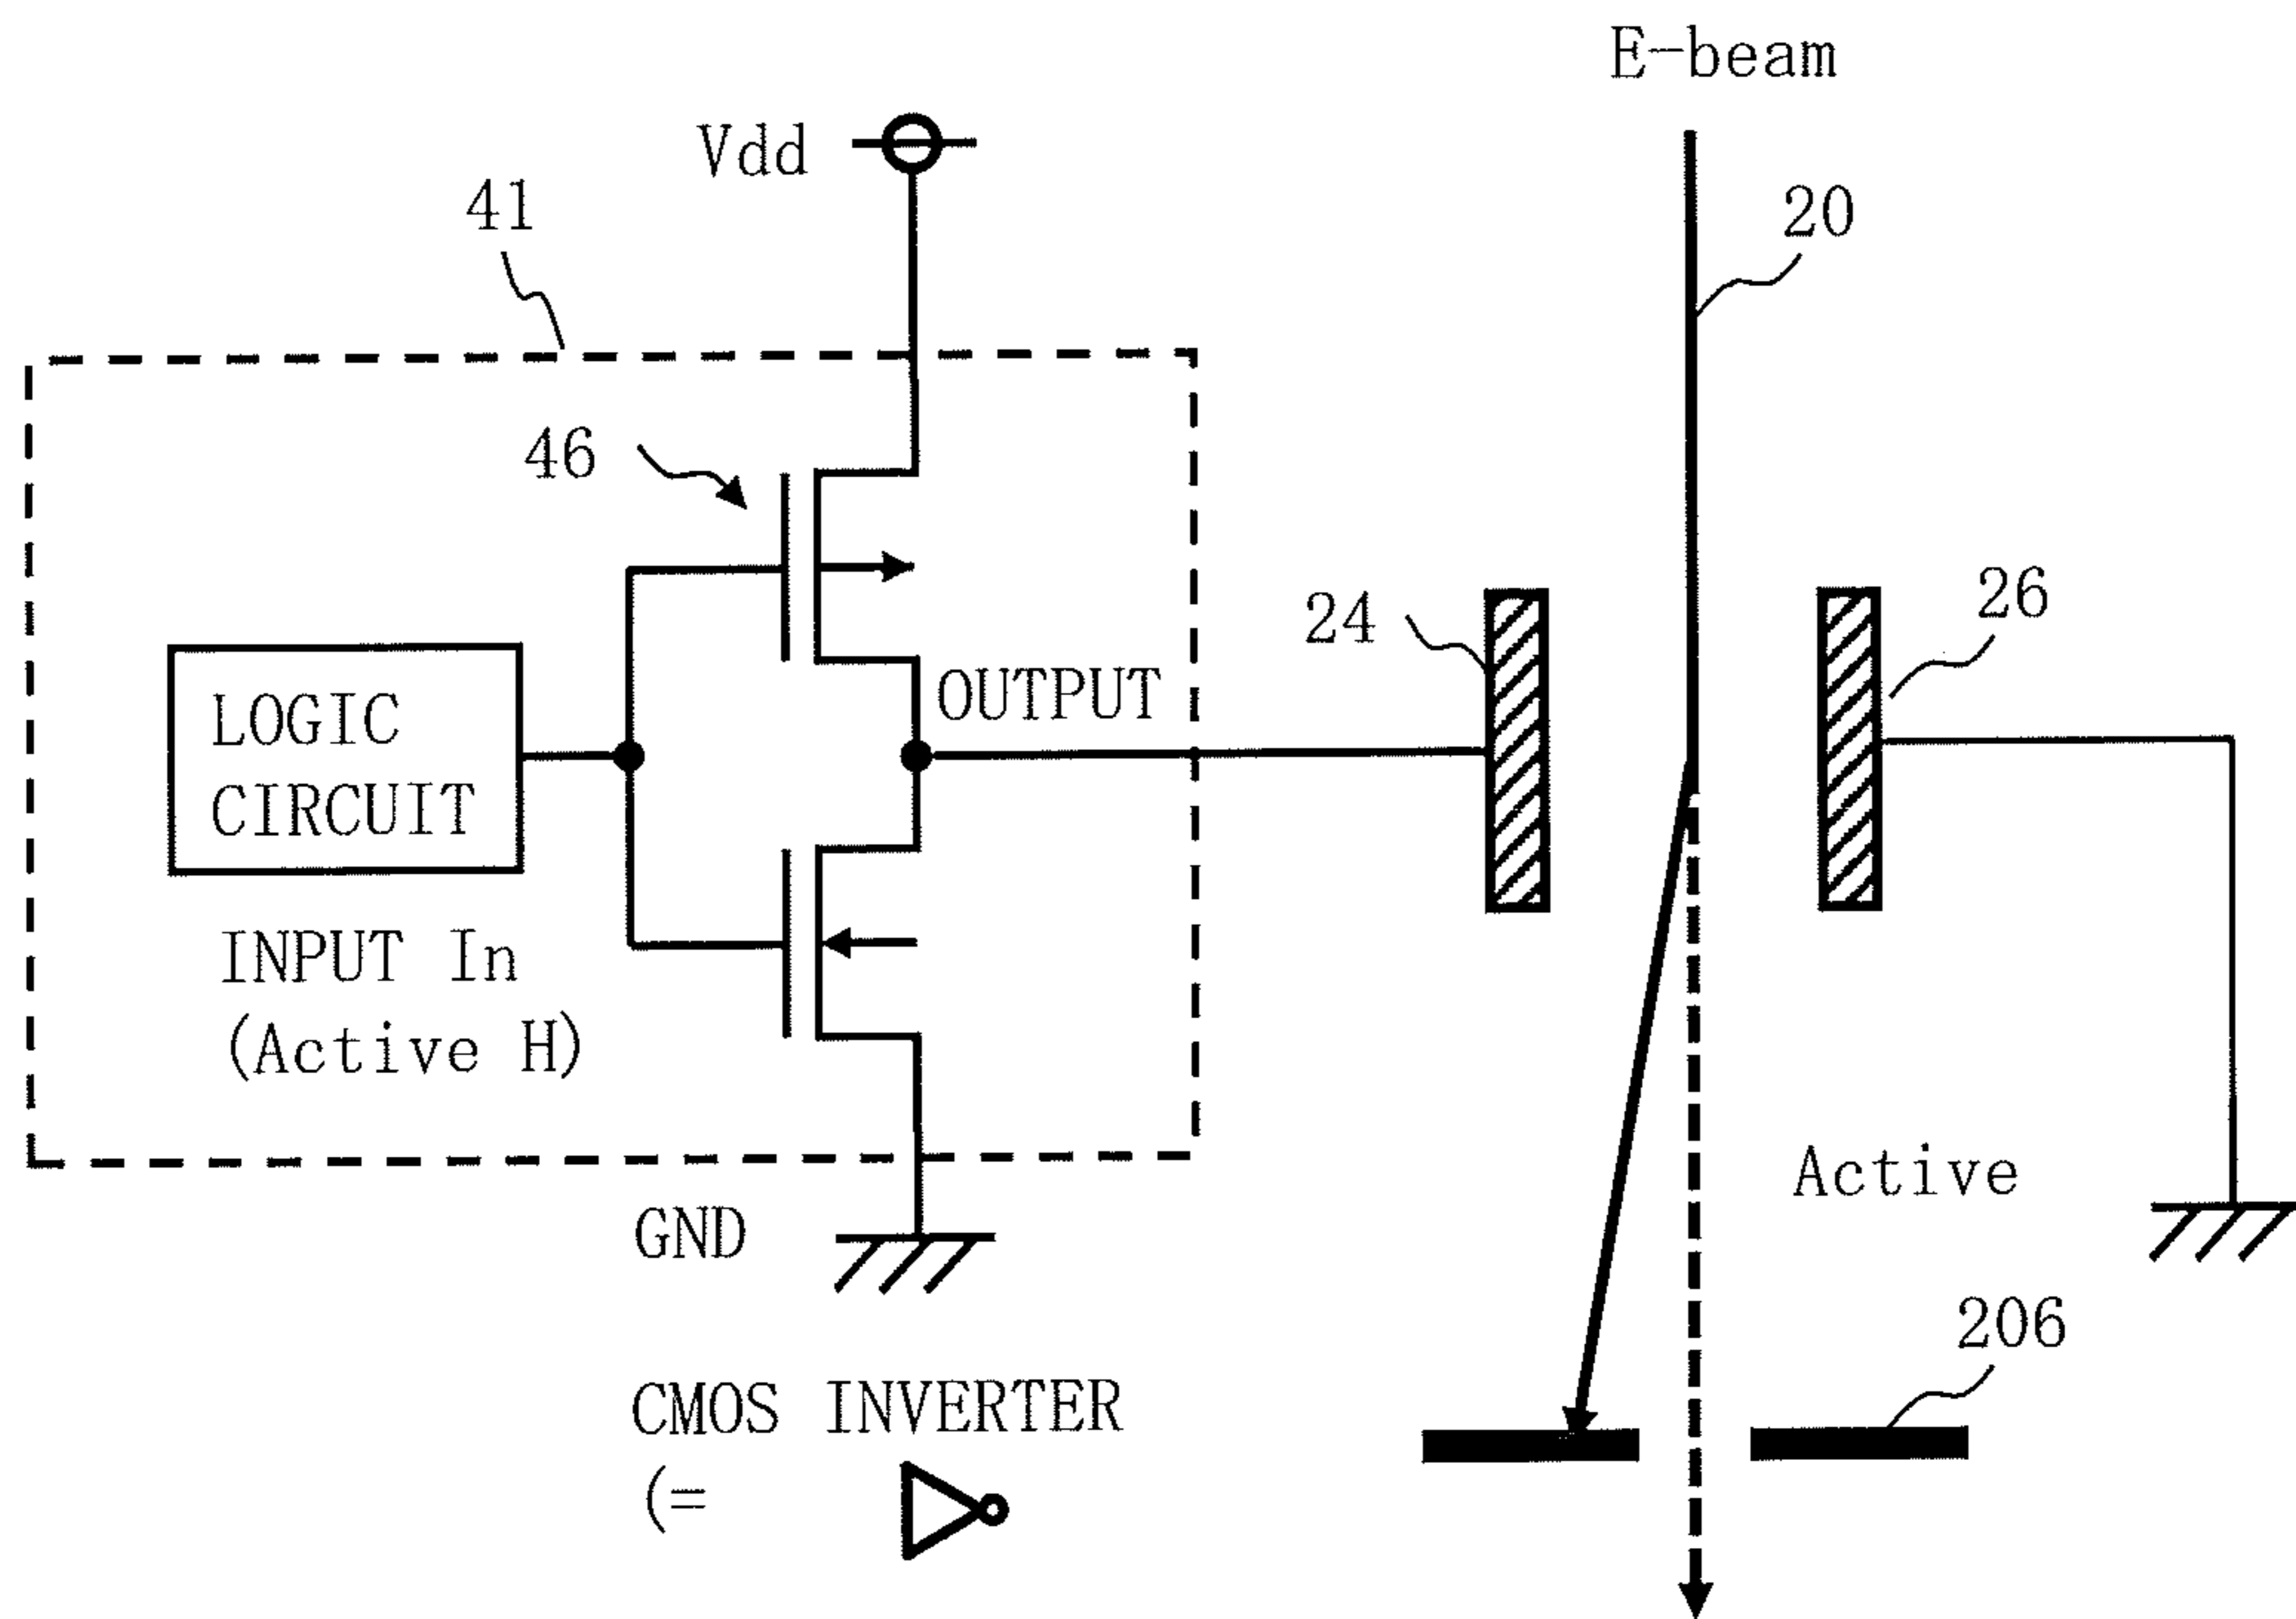 E-beam
Vdd
41
20
46
24
26
OUTPUT
LOGIC
CIRCUIT
INPUT In
(Active H)
Active
GND
206
CMOS INVERTER
(=